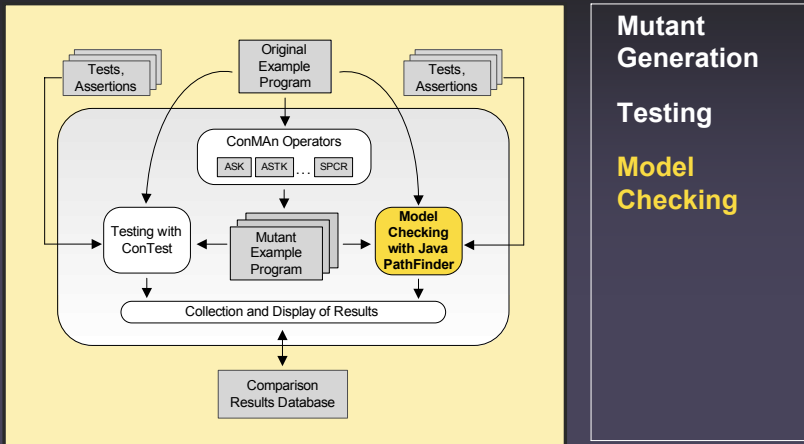 Original
Example
Program
Tests,
Assertions
Tests,
Assertions
ConMAn Operators
ASK ASTK ... SPCR
Testing with
ConTest
Mutant
Example
Program
Model
Checking
with Java
PathFinder
Collection and Display of Results
Comparison
Results Database
Mutant
Generation
Testing
Model
Checking